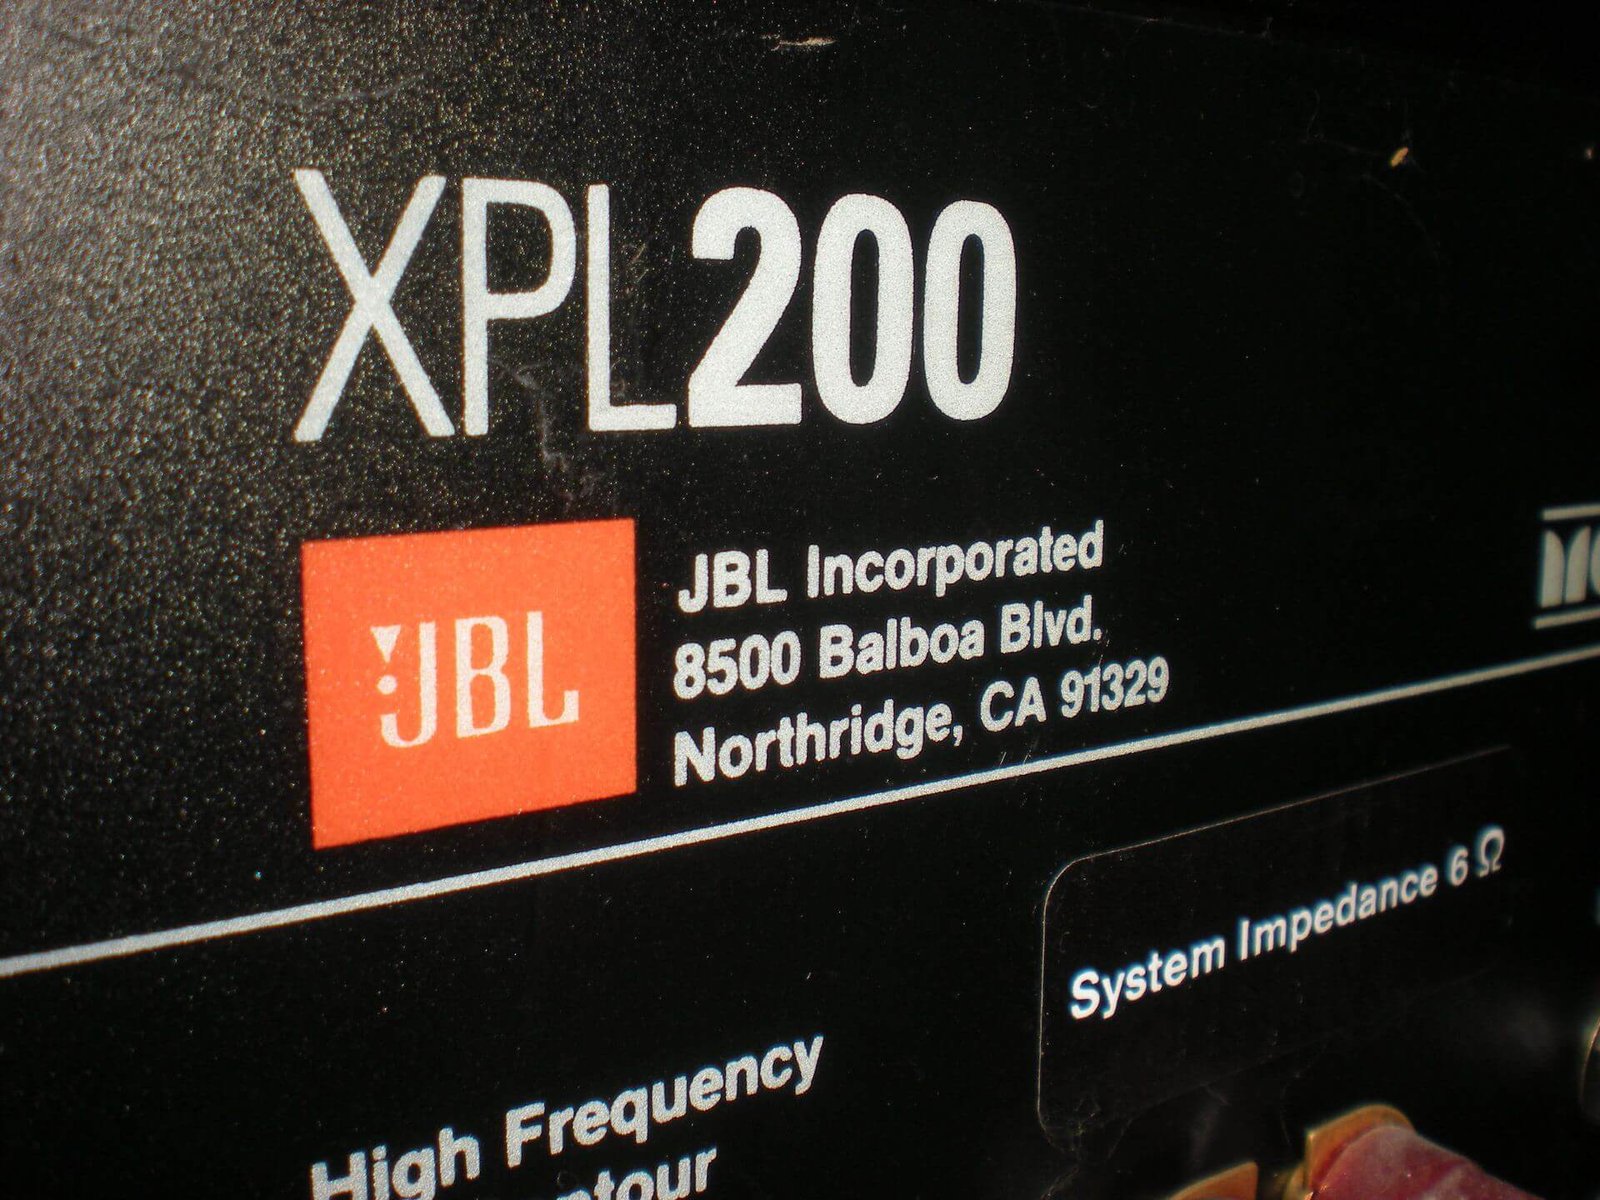 XPL200
JBL
JBL Incorporated
8500 Balboa Blvd.
Northridge, CA 91329
System Impedance 6 Ω
High Frequency